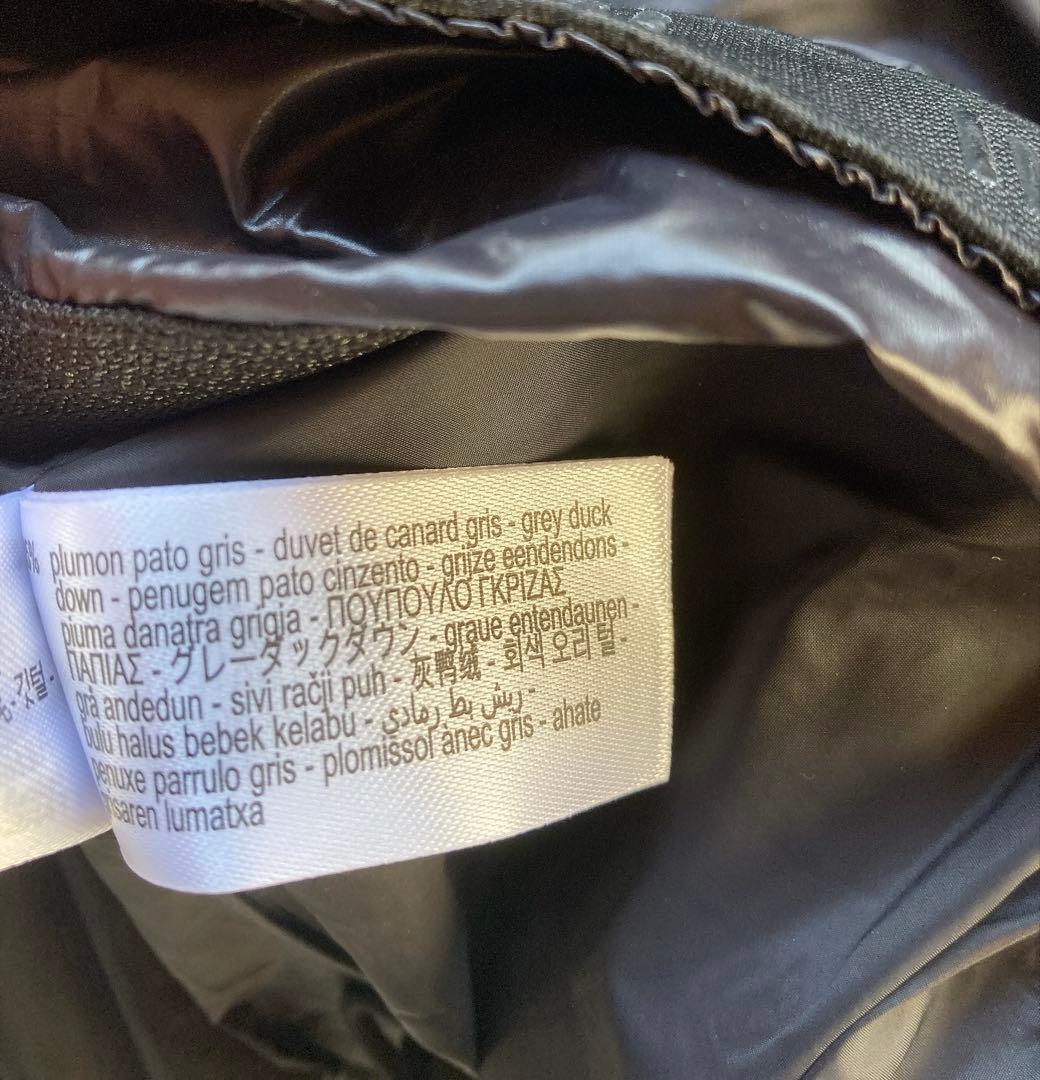 plumon pato gris - duvet de canard gris - grey duck
down - penugem pato cinzento - grijze eendendons -
piuma danatra grigia - ΠΟΥΠΟΥΛΟ ΓΚΡΙΖΑΣ
ΠΑΠΙΑΣ - グレーダックダウン - graue entendaunen -
grå andedun - sivi račji puh - 灰鸭绒 - 회색 오리 털 -
bulu halus bebek kelabu - ريش بط رمادي -
penuxe parrulo gris - plomissol ànec gris - ahate
lumatxa